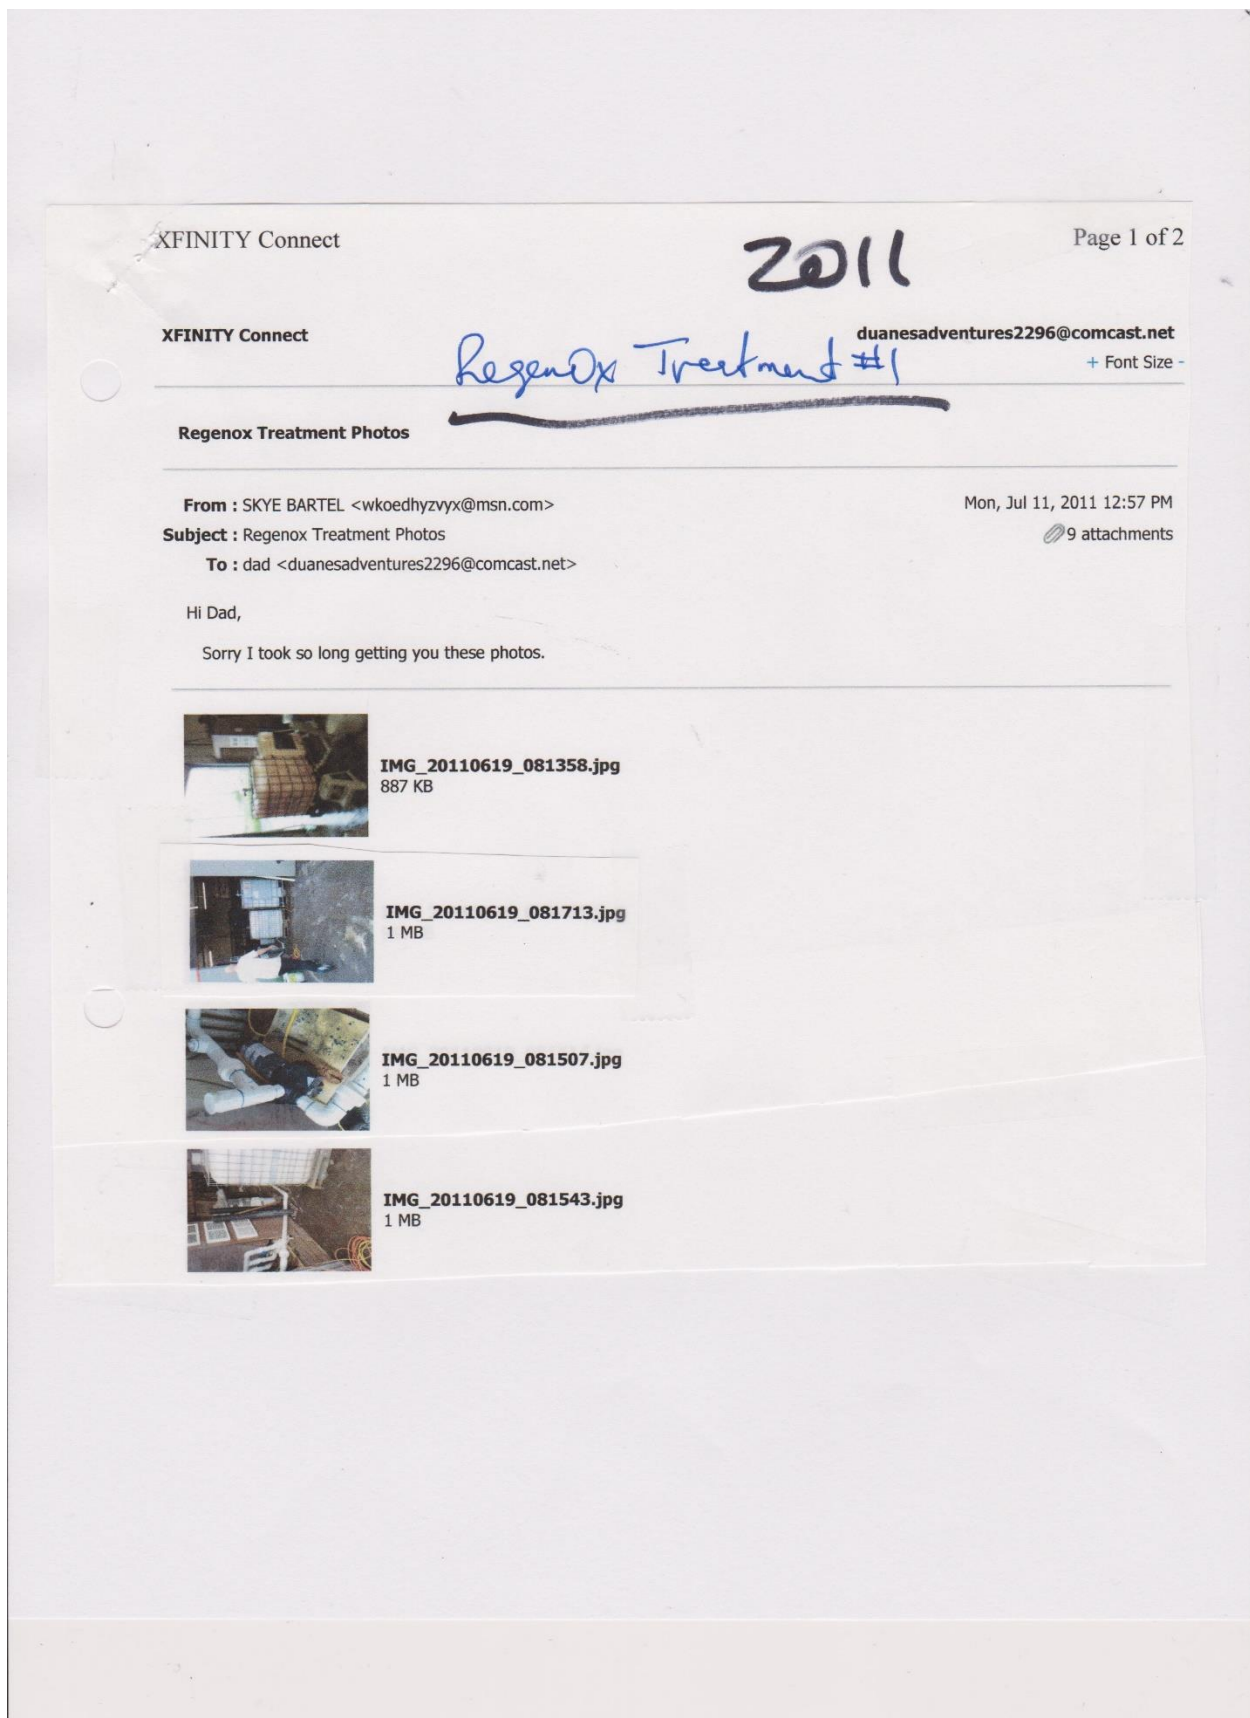 XFINITY Connect
2011
Page 1 of 2
XFINITY Connect
duanesadventures2296@comcast.net
RegenOx Treatment #1
+ Font Size -
Regenox Treatment Photos
From : SKYE BARTEL <wkoedhyzvyx@msn.com>
Mon, Jul 11, 2011 12:57 PM
Subject : Regenox Treatment Photos
9 attachments
To : dad <duanesadventures2296@comcast.net>
Hi Dad,
Sorry I took so long getting you these photos.
IMG_20110619_081358.jpg
887 KB
IMG_20110619_081713.jpg
1 MB
IMG_20110619_081507.jpg
1 MB
IMG_20110619_081543.jpg
1 MB